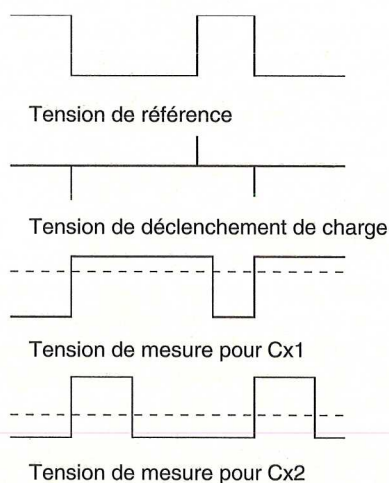 Tension de référence
Tension de déclenchement de charge
Tension de mesure pour Cx1
Tension de mesure pour Cx2